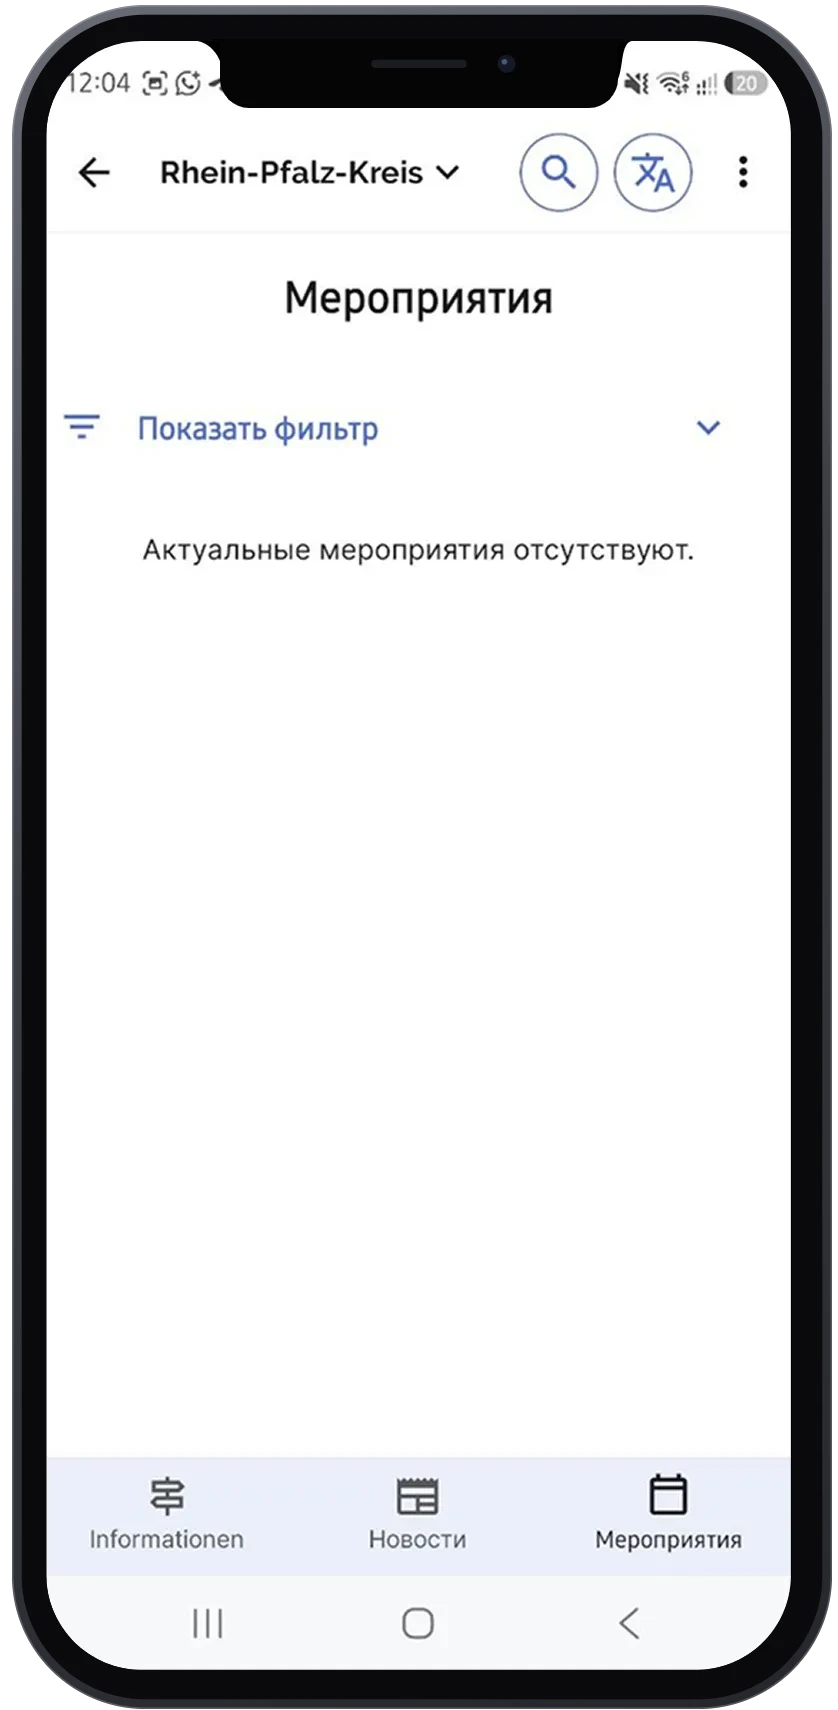 12:04
20
Rhein-Pfalz-Kreis
Мероприятия
Показать фильтр
Актуальные мероприятия отсутствуют.
Informationen
Новости
Мероприятия